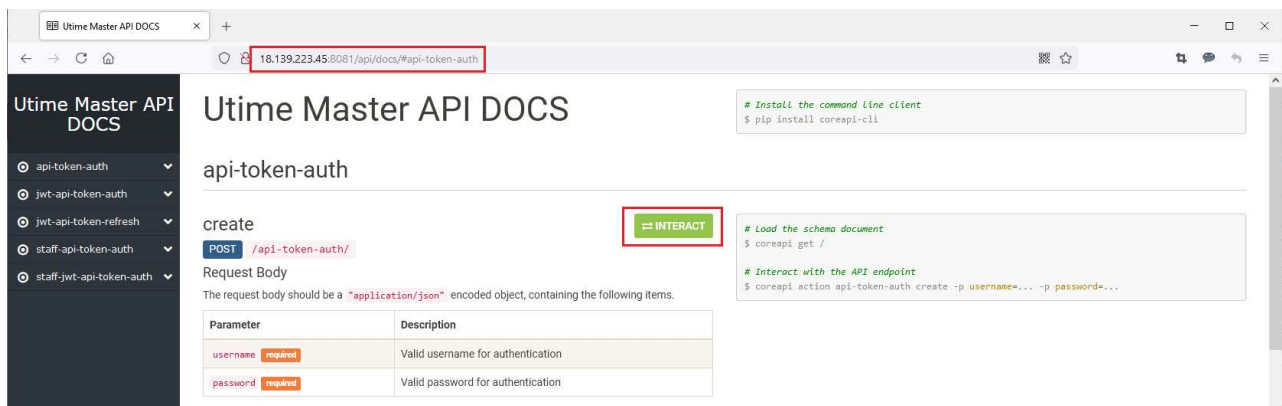 Utime Master API DOCS
18.139.223.45:8081/api/docs/#api-token-auth
Utime Master API
DOCS
api-token-auth
jwt-api-token-auth
jwt-api-token-refresh
staff-api-token-auth
staff-jwt-api-token-auth
Utime Master API DOCS
# Install the command line client
$ pip install coreapi-cli
api-token-auth
create
INTERACT
POST /api-token-auth/
Request Body
The request body should be a "application/json" encoded object, containing the following items.
Parameter Description
username required Valid username for authentication
password required Valid password for authentication
# Load the schema document
$ coreapi get /
# Interact with the API endpoint
$ coreapi action api-token-auth create -p username=... -p password=...